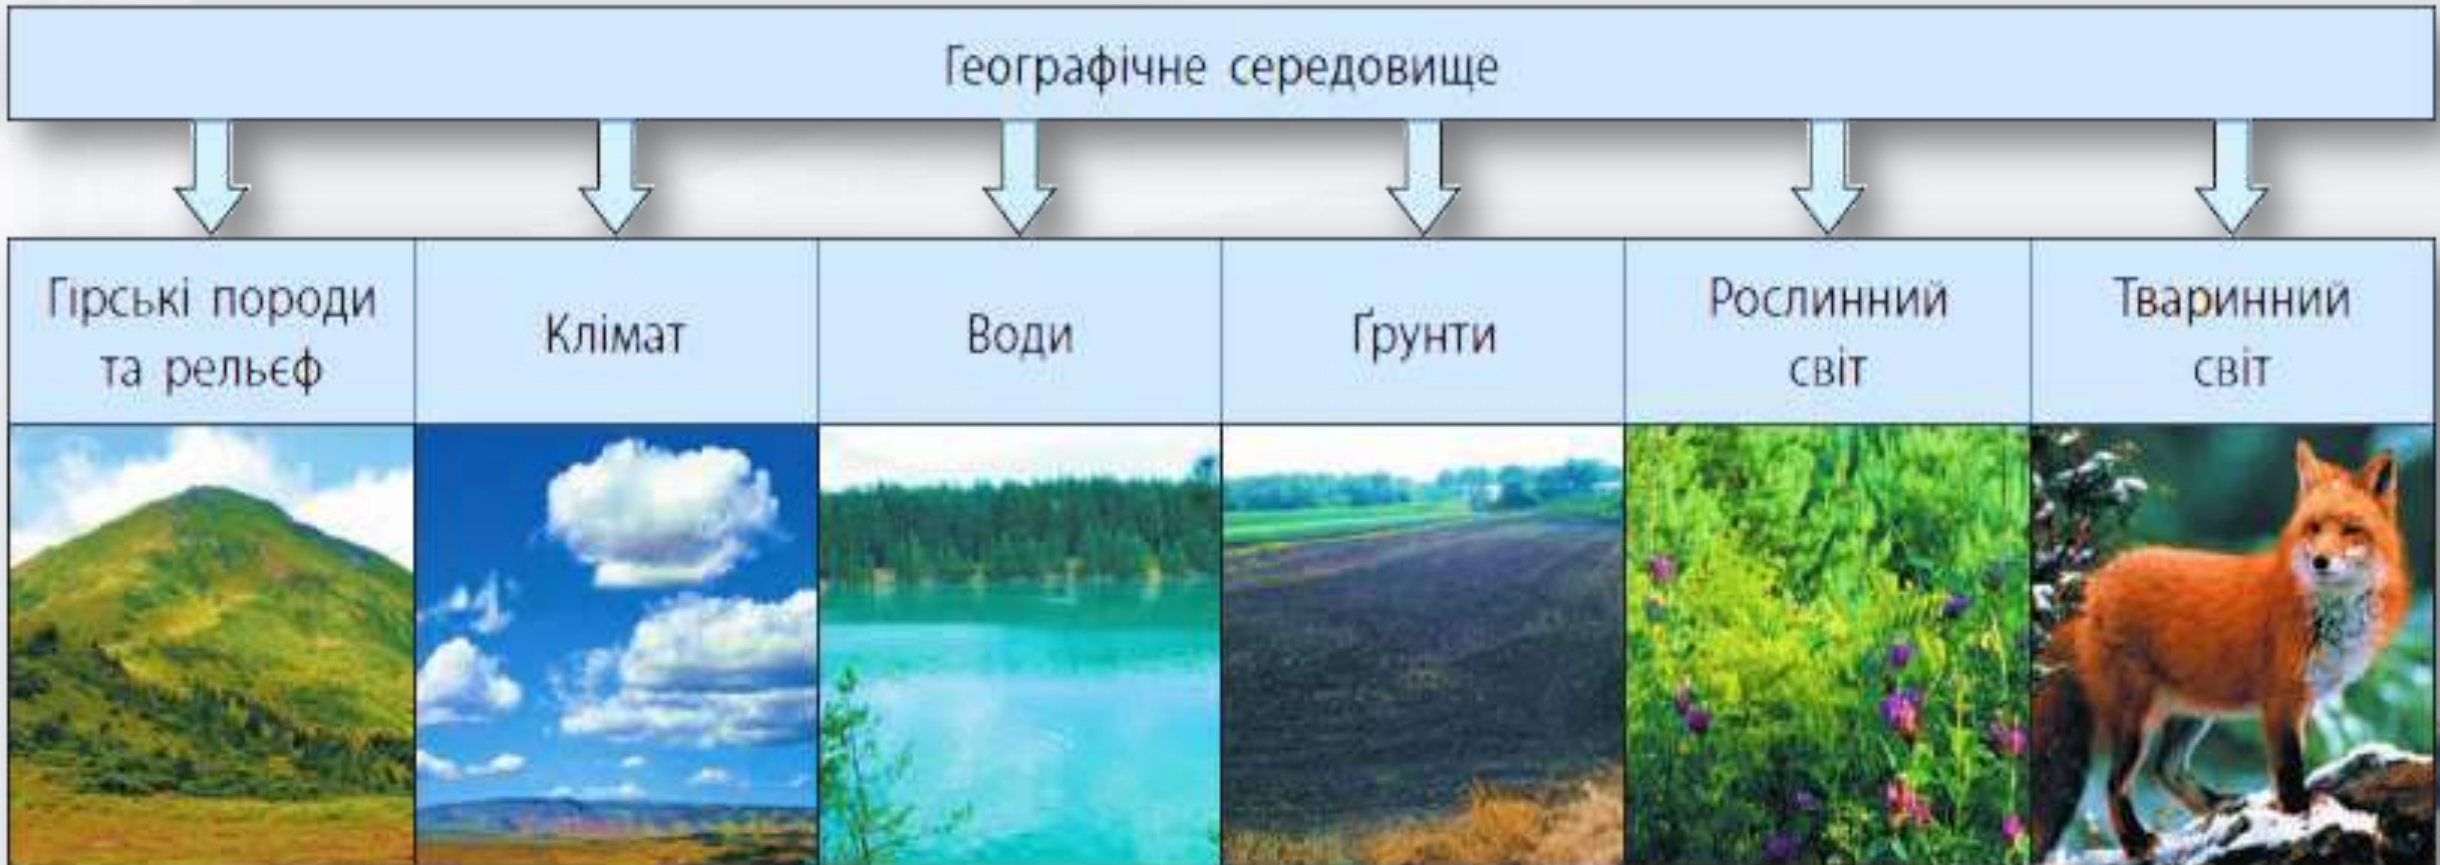 Географічне середовище
Гірські породи
та рельєф
Клімат
Води
Ґрунти
Рослинний
світ
Тваринний
світ